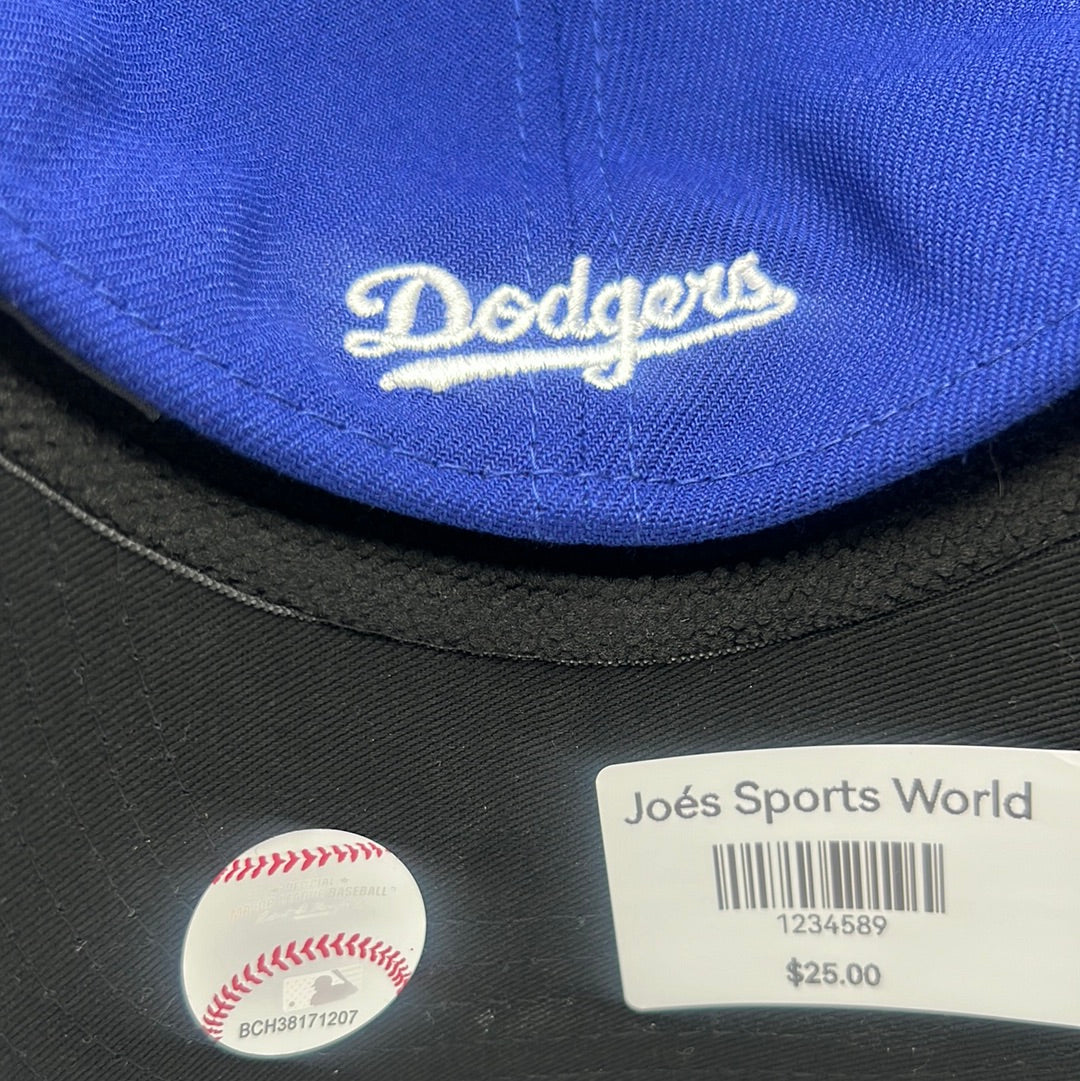 Dodgers
Joés Sports World
1234589
$25.00
BCH38171207